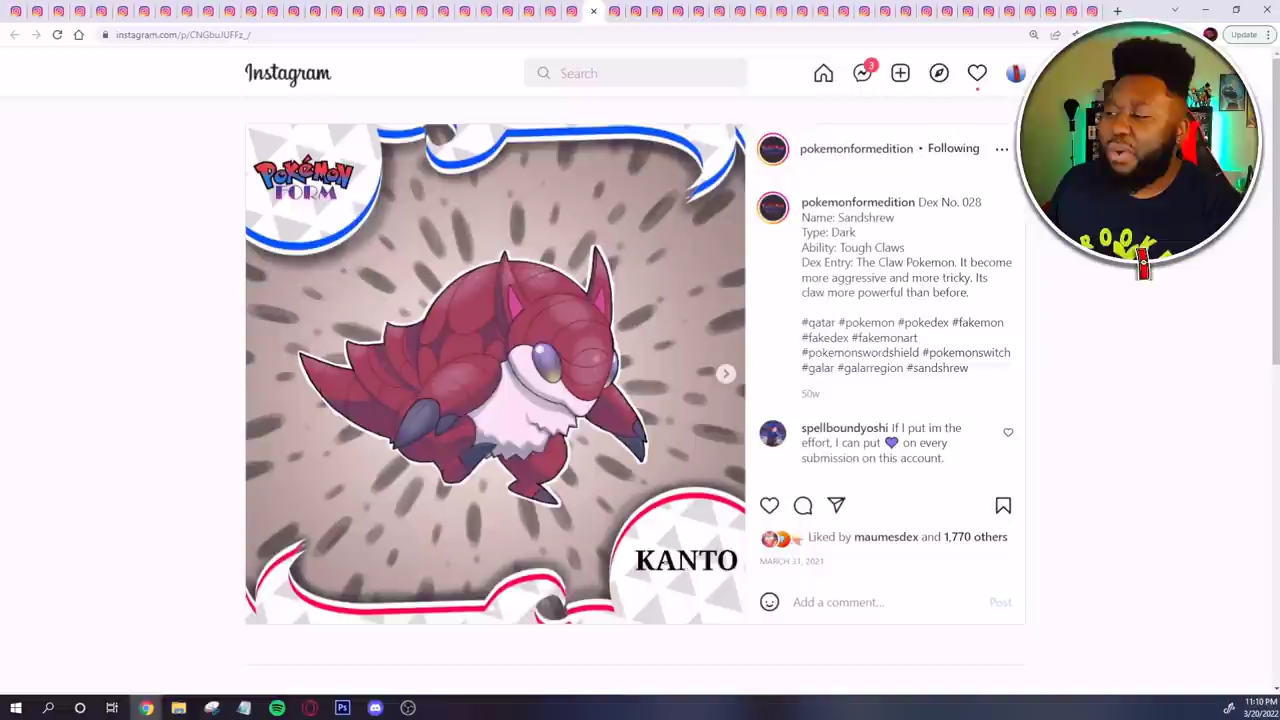 instagram.com/p/CNGbuJUFFz_/
Update
Instagram
Search
3
POKéMON
FORM
KANTO
pokemonformedition • Following
pokemonformedition Dex No. 028
Name: Sandshrew
Type: Dark
Ability: Tough Claws
Dex Entry: The Claw Pokemon. It become
more aggressive and more tricky. Its
claw more powerful than before.
#qatar #pokemon #pokedex #fakemon
#fakedex #fakemonart
#pokemonswordshield #pokemonswitch
#galar #galarregion #sandshrew
50w
spellboundyoshi If I put im the
effort, I can put 💜 on every
submission on this account.
Liked by maumesdex and 1,770 others
MARCH 31, 2021
Add a comment...
Post
11:10 PM
3/20/2022